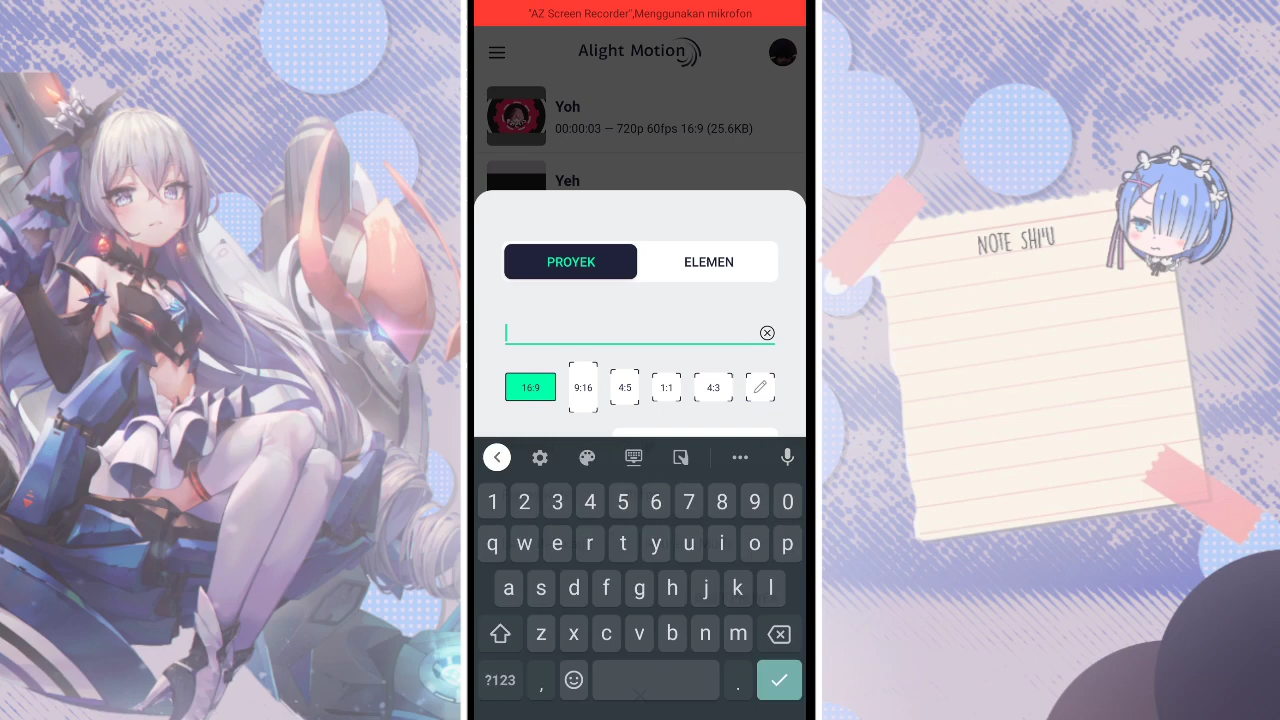 "AZ Screen Recorder",Menggunakan mikrofon
Alight Motion
Yoh
00:00:03 — 720p 60fps 16:9 (25.6KB)
Yeh
PROYEK ELEMEN
16:9 9:16 4:5 1:1 4:3
1 2 3 4 5 6 7 8 9 0
q w e r t y u i o p
a s d f g h j k l
z x c v b n m
?123 , .
NOTE SHI'U